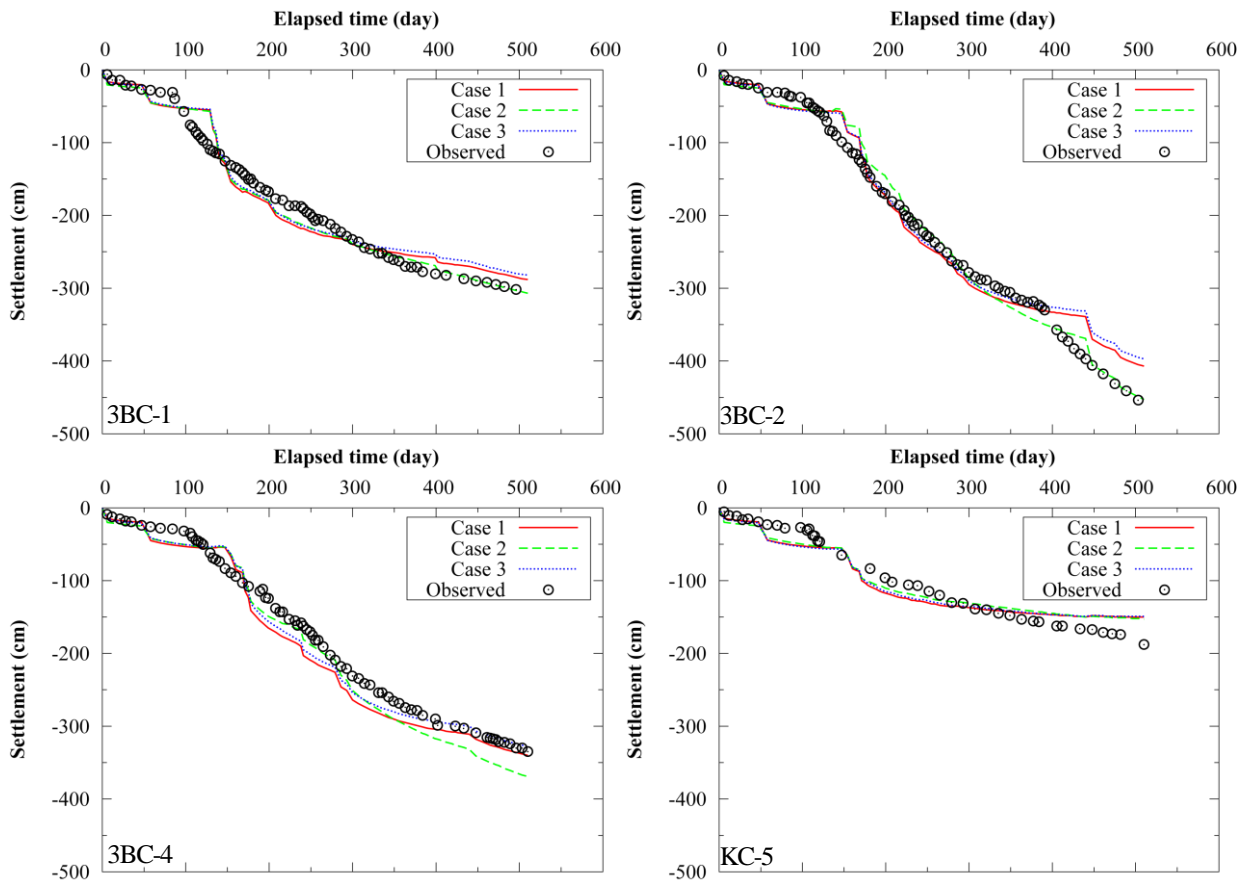 Elapsed time (day)
0 100 200 300 400 500 600
0
-100
-200
-300
-400
-500
Settlement (cm)
Case 1
Case 2
Case 3
Observed
3BC-1
Elapsed time (day)
0 100 200 300 400 500 600
0
-100
-200
-300
-400
-500
Settlement (cm)
Case 1
Case 2
Case 3
Observed
3BC-2
Elapsed time (day)
0 100 200 300 400 500 600
0
-100
-200
-300
-400
-500
Settlement (cm)
Case 1
Case 2
Case 3
Observed
3BC-4
Elapsed time (day)
0 100 200 300 400 500 600
0
-100
-200
-300
-400
-500
Settlement (cm)
Case 1
Case 2
Case 3
Observed
KC-5